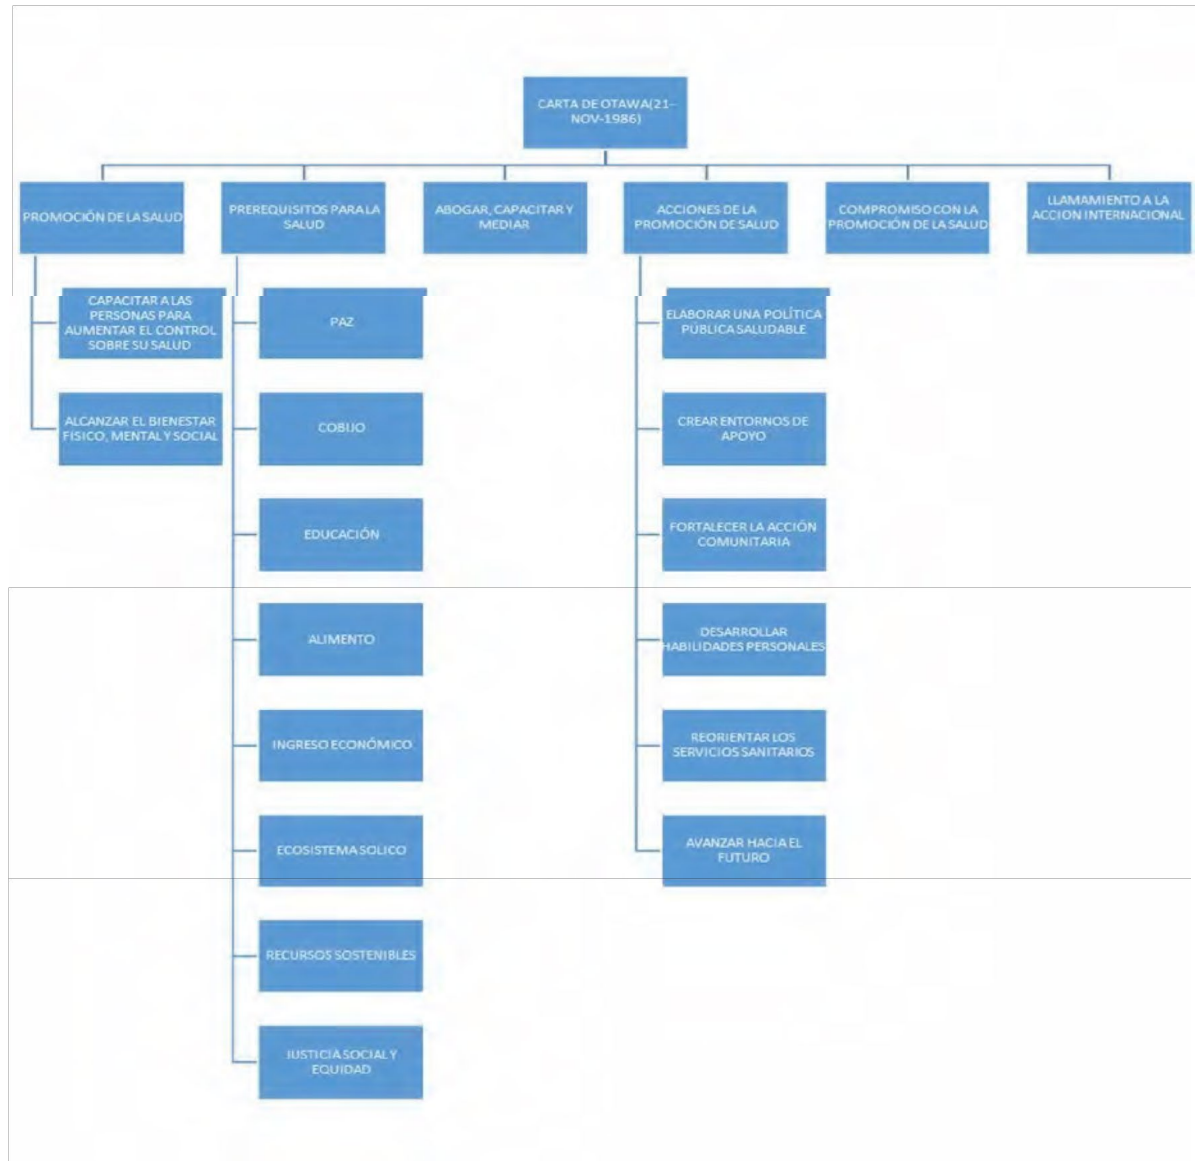 CARTA DE OTAWA(21-
NOV-1986)
PROMOCIÓN DE LA SALUD
PREREQUISITOS PARA LA
SALUD
ABOGAR, CAPACITAR Y
MEDIAR
ACCIONES DE LA
PROMOCIÓN DE SALUD
COMPROMISO CON LA
PROMOCIÓN DE LA SALUD
LLAMAMIENTO A LA
ACCION INTERNACIONAL
CAPACITAR A LAS
PERSONAS PARA
AUMENTAR EL CONTROL
SOBRE SU SALUD
ALCANZAR EL BIENESTAR
FÍSICO, MENTAL Y SOCIAL
PAZ
COBIJO
EDUCACIÓN
ALIMENTO
INGRESO ECONÓMICO
ECOSISTEMA SOLICO
RECURSOS SOSTENIBLES
JUSTICIA SOCIAL Y
EQUIDAD
ELABORAR UNA POLÍTICA
PÚBLICA SALUDABLE
CREAR ENTORNOS DE
APOYO
FORTALECER LA ACCIÓN
COMUNITARIA
DESARROLLAR
HABILIDADES PERSONALES
REORIENTAR LOS
SERVICIOS SANITARIOS
AVANZAR HACIA EL
FUTURO